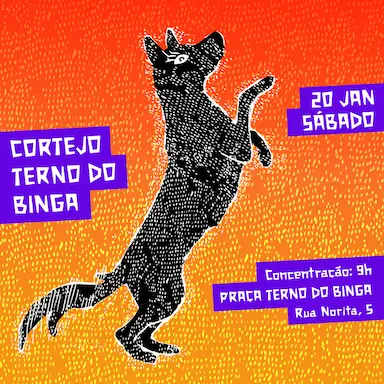 CORTEJO
TERNO DO
BINGA
20 JAN
SÁBADO
Concentração: 9h
PRAÇA TERNO DO BINGA
Rua Norita, 5